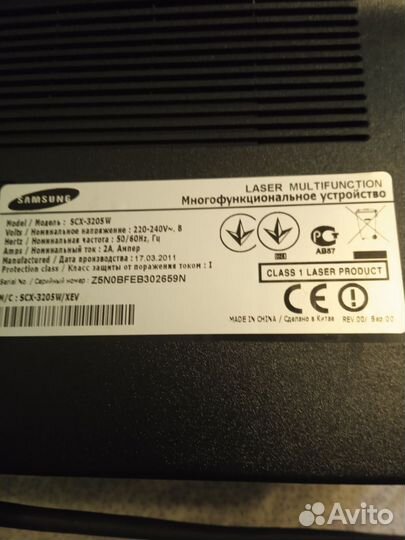 SAMSUNG
LASER MULTIFUNCTION
Многофункциональное устройство
Model / Модель : SCX-3205W
Volts / Номинальное напряжение : 220-240V~, В
Hertz / Номинальная частота : 50/60Hz, Гц
Amps / Номинальный ток : 2A, Ампер
Manufactured / Дата производства : 17.03.2011
Protection class / Класс защиты от поражения током : I
Serial No. / Серийный номер : Z5N0BFEB302659N
M/C : SCX-3205W/XEV
АВ87
CLASS 1 LASER PRODUCT
CE
MADE IN CHINA / Сделано в Китае
REV.00
Avito